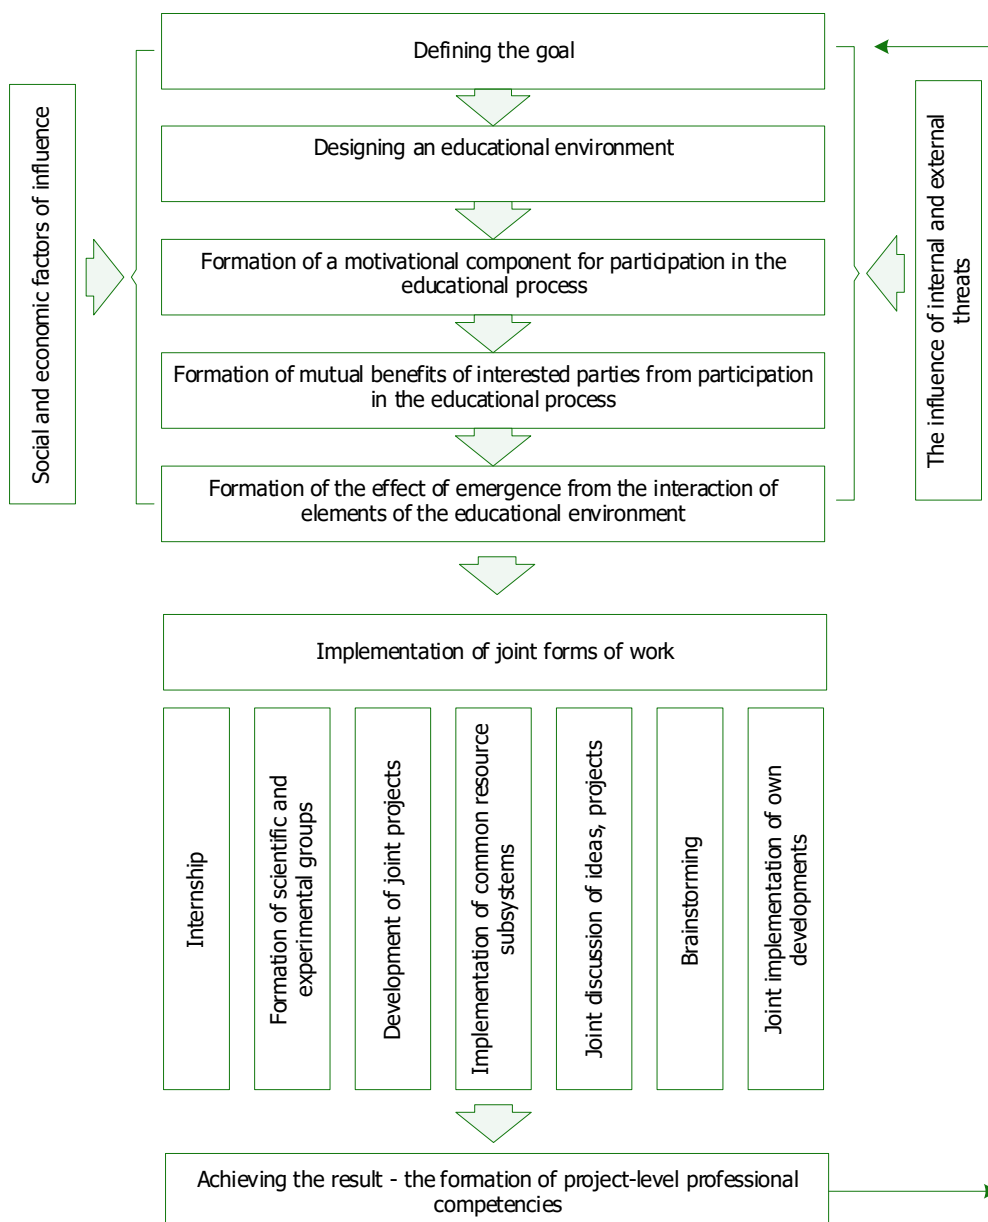 Defining the goal
Social and economic factors of influence
Designing an educational environment
Formation of a motivational component for participation in the
educational process
Formation of mutual benefits of interested parties from participation
in the educational process
Formation of the effect of emergence from the interaction of
elements of the educational environment
The influence of internal and external
threats
Implementation of joint forms of work
Internship
Formation of scientific and
experimental groups
Development of joint projects
Implementation of common resource
subsystems
Joint discussion of ideas, projects
Brainstorming
Joint implementation of own
developments
Achieving the result - the formation of project-level professional
competencies